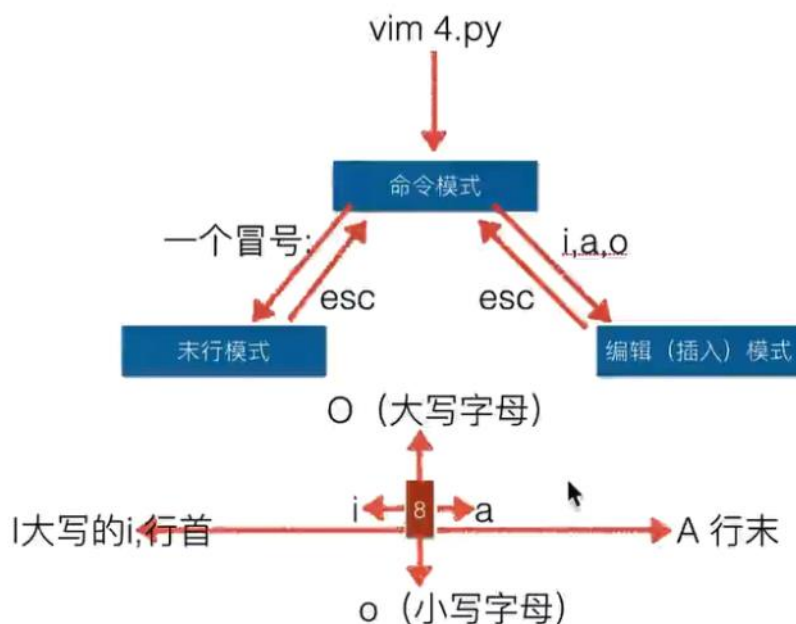 vim 4.py
命令模式
一个冒号:
i,a,o
esc
esc
末行模式
编辑（插入）模式
O（大写字母）
i
8
a
I大写的i,行首
A 行末
o（小写字母）